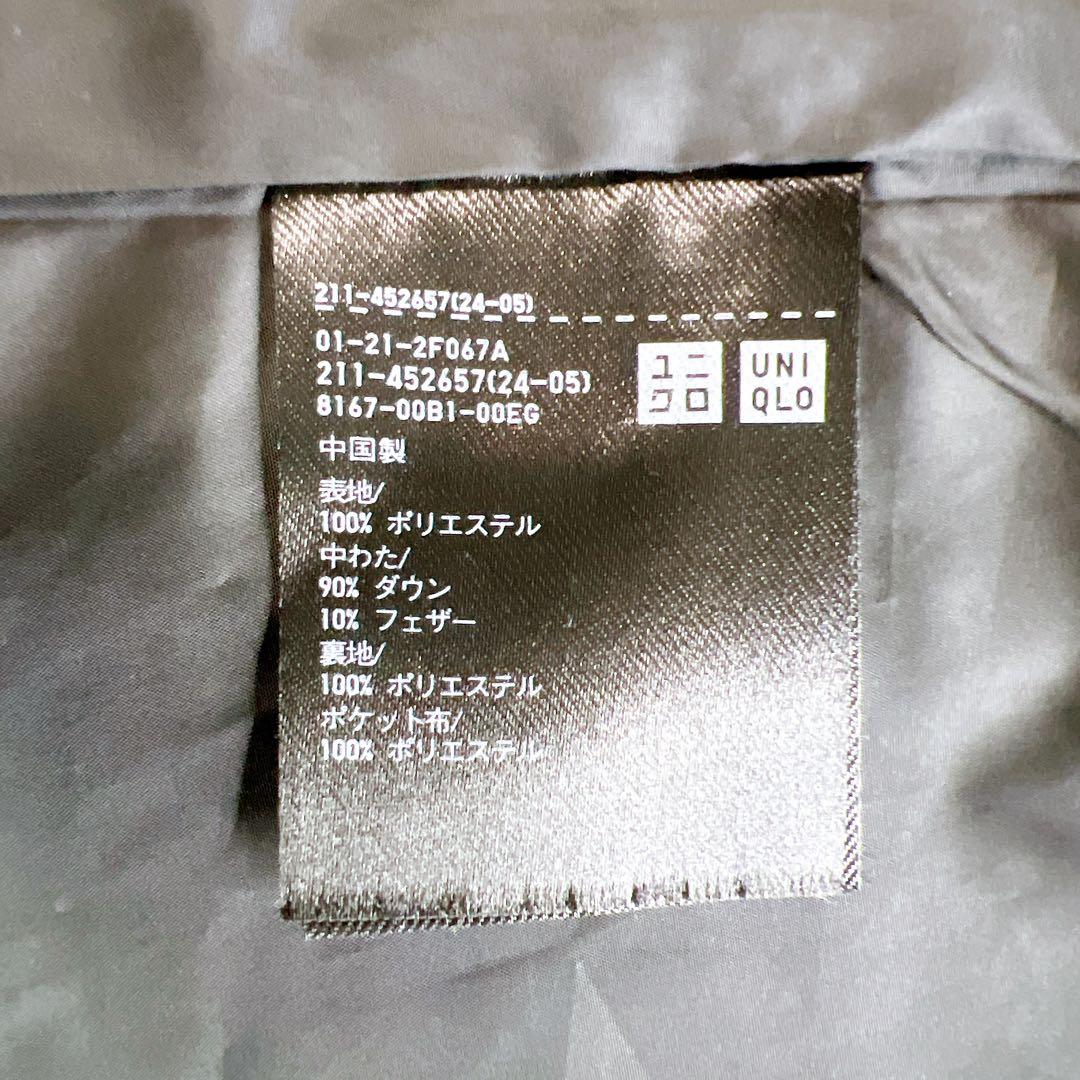 211-452657(24-05)
01-21-2F067A
211-452657(24-05)
8167-00B1-00EG
ユニ
クロ
UNI
QLO
中国製
表地/
100% ポリエステル
中わた/
90% ダウン
10% フェザー
裏地/
100% ポリエステル
ポケット布/
100% ポリエステル